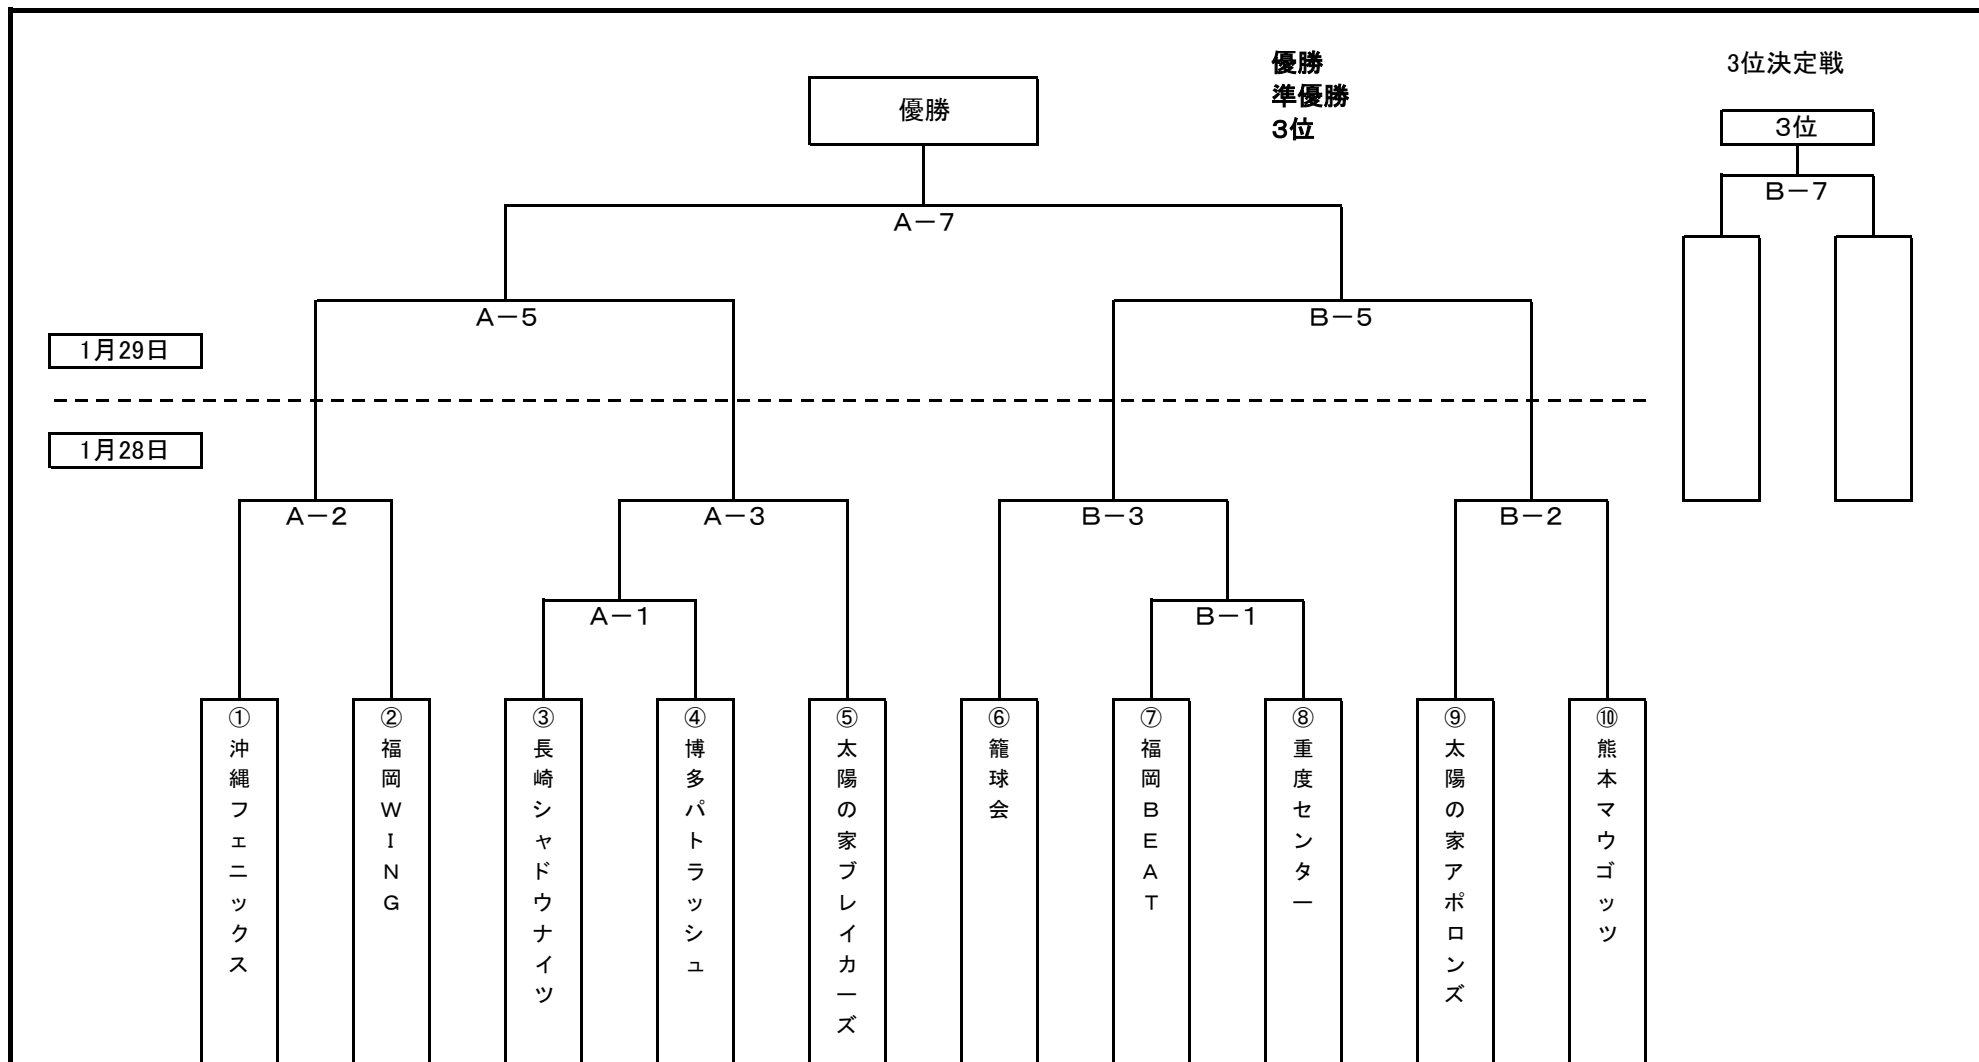 優勝
準優勝
3位
3位決定戦
優勝
3位
B－7
A－7
A－5
B－5
1月29日
1月28日
A－2
A－3
B－3
B－2
A－1
B－1
①沖縄フェニックス
②福岡WING
③長崎シャドウナイツ
④博多パトラッシュ
⑤太陽の家ブレイカーズ
⑥籠球会
⑦福岡BEAT
⑧重度センター
⑨太陽の家アポロンズ
⑩熊本マウゴッツ